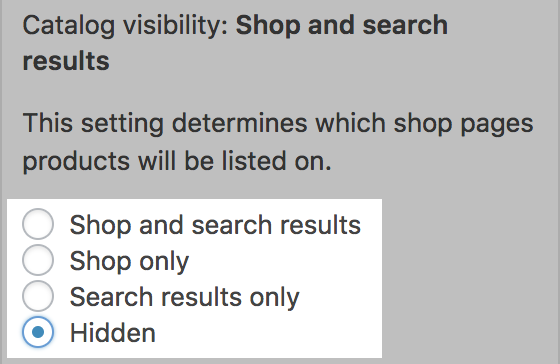 Catalog visibility: Shop and search
results
This setting determines which shop pages
products will be listed on.
Shop and search results
Shop only
Search results only
Hidden